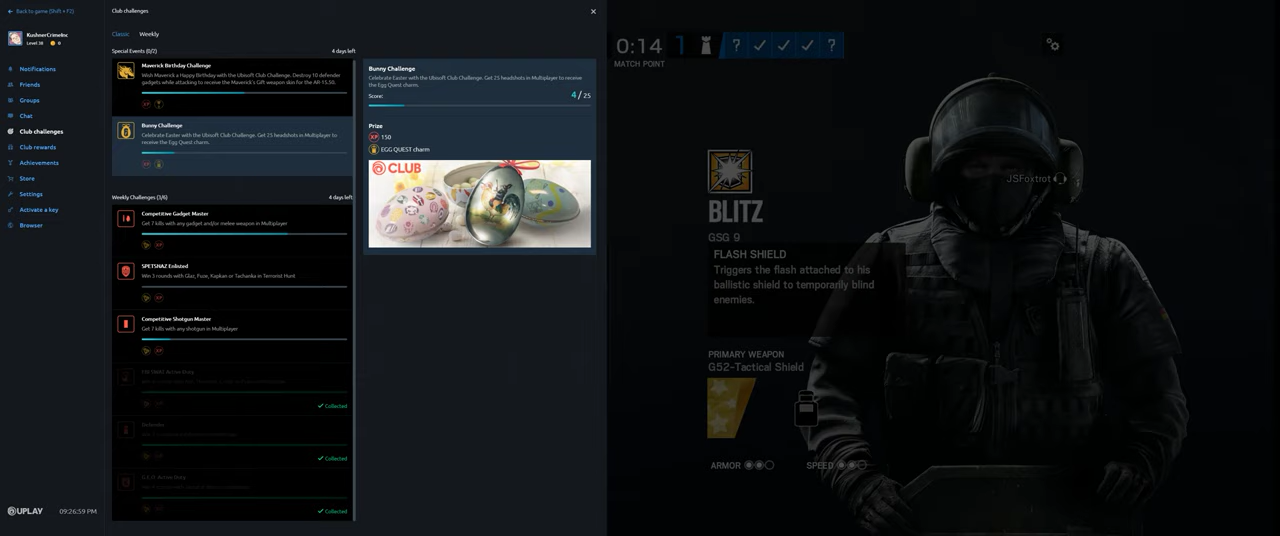 Back to game (Shift + F2)
KushnerCrimeInc
Level 38
0
Notifications
Friends
Groups
Chat
Club challenges
Club rewards
Achievements
Store
Settings
Activate a key
Browser
UPLAY
09:26:59 PM
Club challenges
Classic Weekly
Special Events (0/2) 4 days left
Maverick Birthday Challenge
Wish Maverick a Happy Birthday with the Ubisoft Club Challenge. Destroy 10 defender
gadgets while attacking to receive the Maverick's Gift weapon skin for the AR-15.50.
XP
Bunny Challenge
Celebrate Easter with the Ubisoft Club Challenge. Get 25 headshots in Multiplayer to
receive the Egg Quest charm.
XP
Weekly Challenges (3/6) 4 days left
Competitive Gadget Master
Get 7 kills with any gadget and/or melee weapon in Multiplayer
XP
SPETSNAZ Enlisted
Win 3 rounds with Glaz, Fuze, Kapkan or Tachanka in Terrorist Hunt
XP
Competitive Shotgun Master
Get 7 kills with any shotgun in Multiplayer
XP
Collected
Collected
Collected
Bunny Challenge
Celebrate Easter with the Ubisoft Club Challenge. Get 25 headshots in Multiplayer to receive
the Egg Quest charm.
Score: 4 / 25
Prize
XP 150
EGG QUEST charm
CLUB
0:14 1 ? ?
MATCH POINT
JSFoxtrot
BLITZ
GSG 9
FLASH SHIELD
Triggers the flash attached to his
ballistic shield to temporarily blind
enemies.
PRIMARY WEAPON
G52-Tactical Shield
ARMOR SPEED